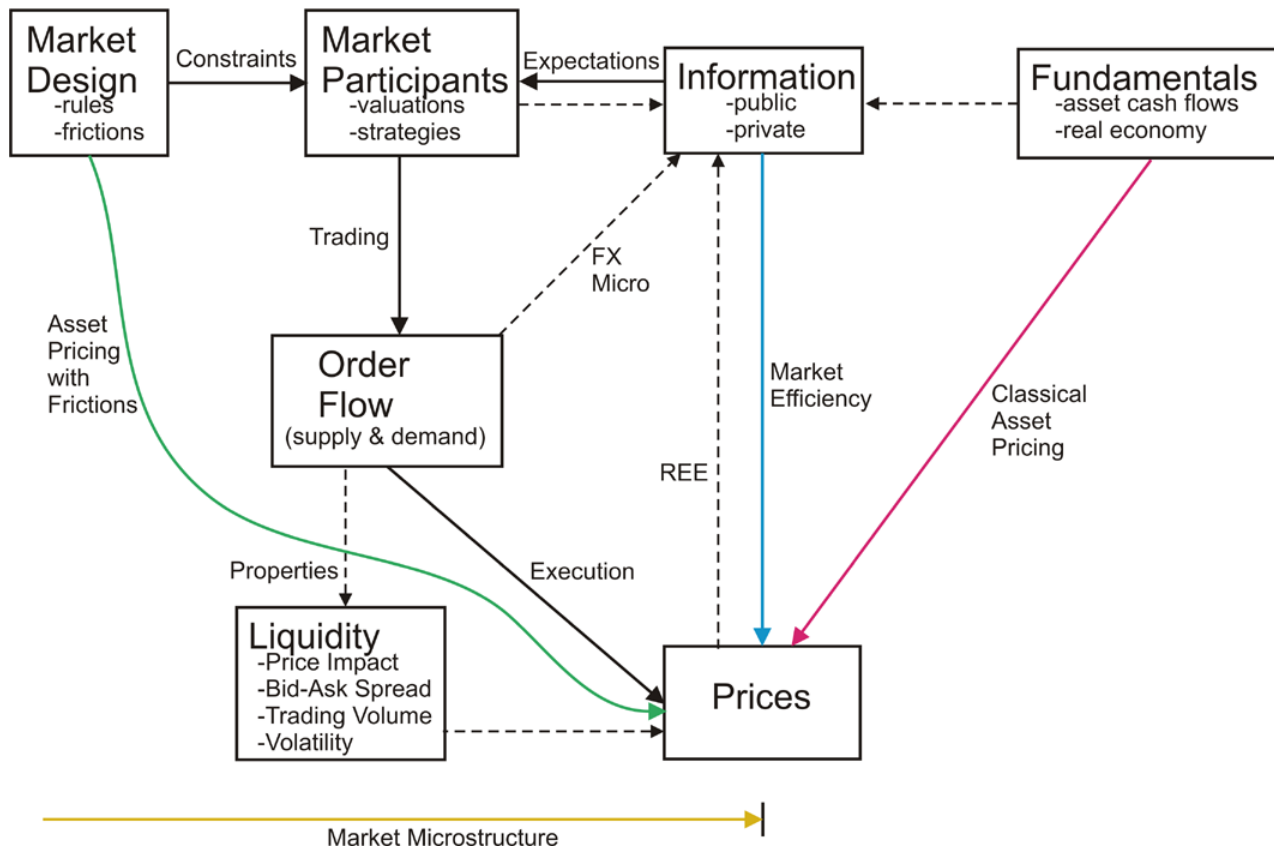 Market
Design
-rules
-frictions
Constraints
Market
Participants
-valuations
-strategies
Expectations
Information
-public
-private
Fundamentals
-asset cash flows
-real economy
Trading
FX
Micro
Asset
Pricing
with
Frictions
Order
Flow
(supply & demand)
Market
Efficiency
Classical
Asset
Pricing
REE
Properties
Execution
Liquidity
-Price Impact
-Bid-Ask Spread
-Trading Volume
-Volatility
Prices
Market Microstructure